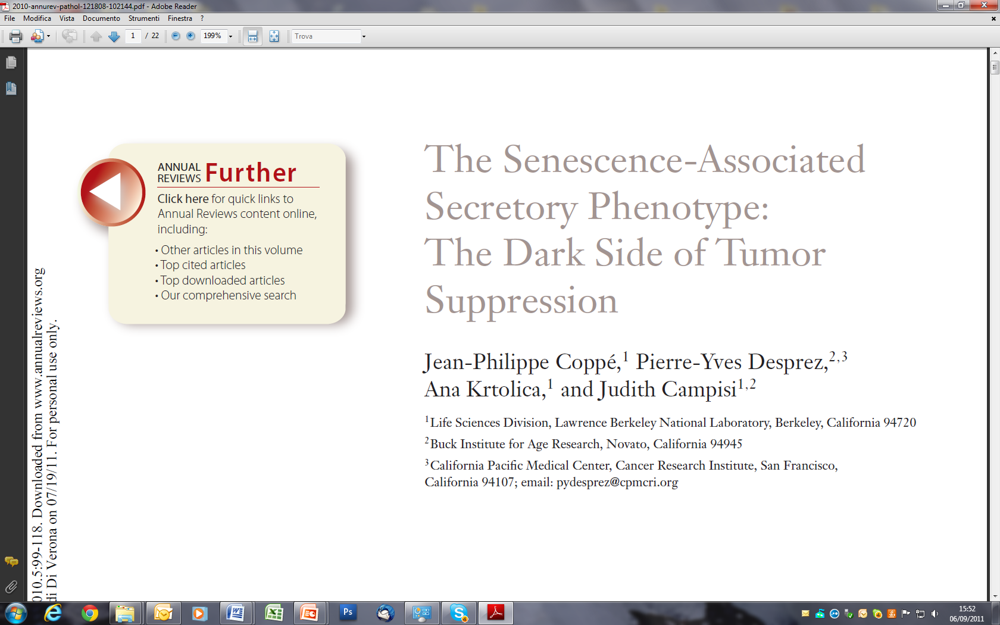 2010-annurev-pathol-121808-102144.pdf - Adobe Reader
File Modifica Vista Documento Strumenti Finestra ?
1 / 22 199% Trova
ANNUAL REVIEWS Further
Click here for quick links to
Annual Reviews content online,
including:
• Other articles in this volume
• Top cited articles
• Top downloaded articles
• Our comprehensive search
The Senescence-Associated
Secretory Phenotype:
The Dark Side of Tumor
Suppression
Jean-Philippe Coppé,1 Pierre-Yves Desprez,2,3
Ana Krtolica,1 and Judith Campisi1,2
1Life Sciences Division, Lawrence Berkeley National Laboratory, Berkeley, California 94720
2Buck Institute for Age Research, Novato, California 94945
3California Pacific Medical Center, Cancer Research Institute, San Francisco,
California 94107; email: pydesprez@cpmcri.org
010.5:99-118. Downloaded from www.annualreviews.org
di Di Verona on 07/19/11. For personal use only.
Ps
4
4
15:52
06/09/2011